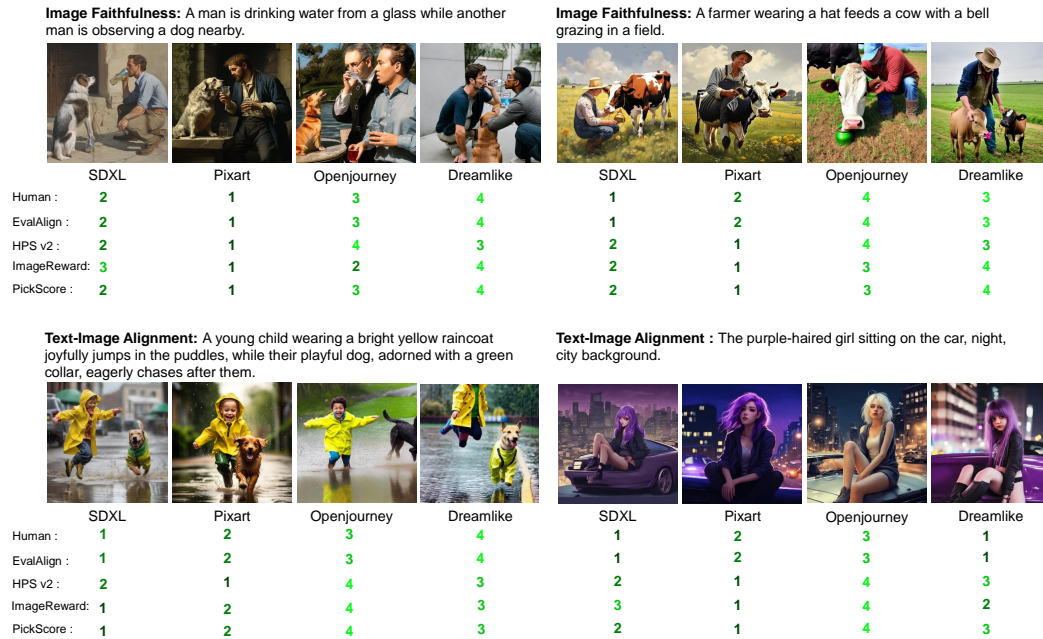 Image Faithfulness: A man is drinking water from a glass while another
man is observing a dog nearby.
SDXL Pixart Openjourney Dreamlike
Human : 2 1 3 4
EvalAlign : 2 1 3 4
HPS v2 : 2 1 4 3
ImageReward: 3 1 2 4
PickScore : 2 1 3 4
Image Faithfulness: A farmer wearing a hat feeds a cow with a bell
grazing in a field.
SDXL Pixart Openjourney Dreamlike
1 2 4 3
1 2 4 3
2 1 4 3
2 1 3 4
2 1 3 4
Text-Image Alignment: A young child wearing a bright yellow raincoat
joyfully jumps in the puddles, while their playful dog, adorned with a green
collar, eagerly chases after them.
SDXL Pixart Openjourney Dreamlike
Human : 1 2 3 4
EvalAlign : 1 2 3 4
HPS v2 : 2 1 4 3
ImageReward: 1 2 4 3
PickScore : 1 2 4 3
Text-Image Alignment : The purple-haired girl sitting on the car, night,
city background.
SDXL Pixart Openjourney Dreamlike
1 2 3 1
1 2 3 1
2 1 4 3
3 1 4 2
2 1 4 3